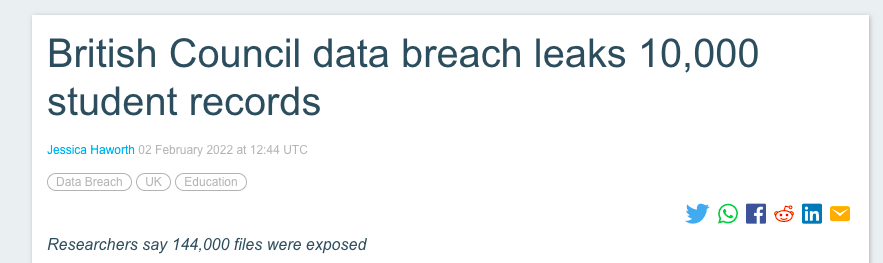 British Council data breach leaks 10,000
student records
Jessica Haworth 02 February 2022 at 12:44 UTC
Data Breach UK Education
Researchers say 144,000 files were exposed